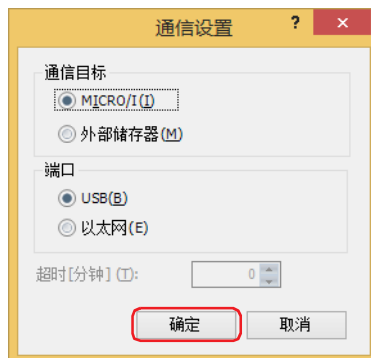 通信设置
?
×
通信目标
MICRO/I(I)
外部储存器(M)
端口
USB(B)
以太网(E)
超时[分钟] (T): 0
确定 取消